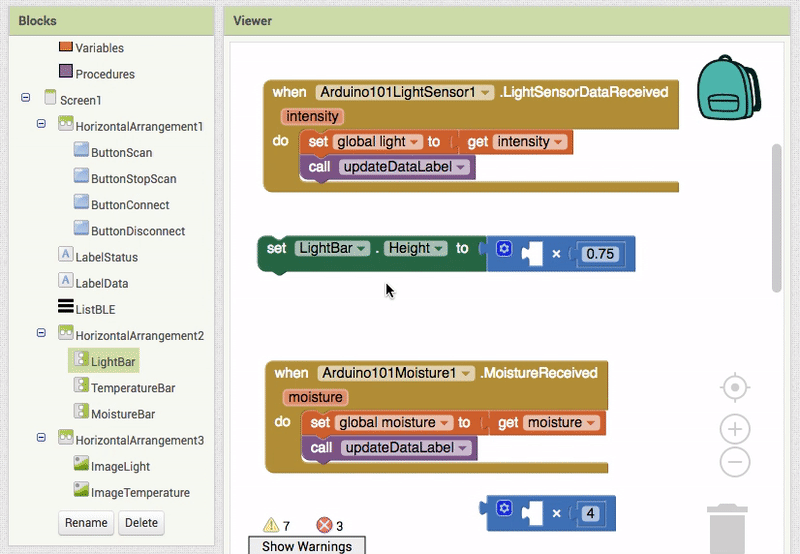 Blocks
Variables
Procedures
Screen1
HorizontalArrangement1
ButtonScan
ButtonStopScan
ButtonConnect
ButtonDisconnect
LabelStatus
LabelData
ListBLE
HorizontalArrangement2
LightBar
TemperatureBar
MoistureBar
HorizontalArrangement3
ImageLight
ImageTemperature
Rename Delete
Viewer
when Arduino101LightSensor1 .LightSensorDataReceived
intensity
do set global light to get intensity
call updateDataLabel
set LightBar . Height to × 0.75
when Arduino101Moisture1 .MoistureReceived
moisture
do set global moisture to get moisture
call updateDataLabel
× 4
7 3
Show Warnings